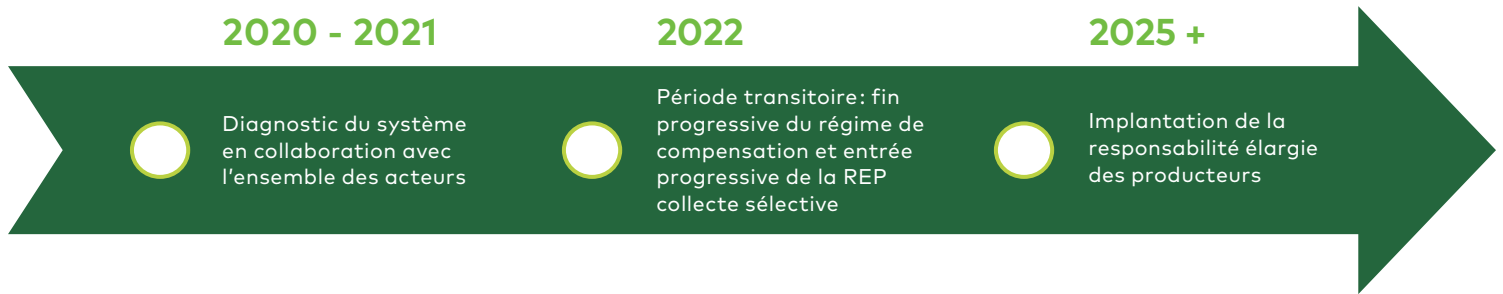 2020 - 2021
Diagnostic du système
en collaboration avec
l'ensemble des acteurs
2022
Période transitoire: fin
progressive du régime de
compensation et entrée
progressive de la REP
collecte sélective
2025 +
Implantation de la
responsabilité élargie
des producteurs